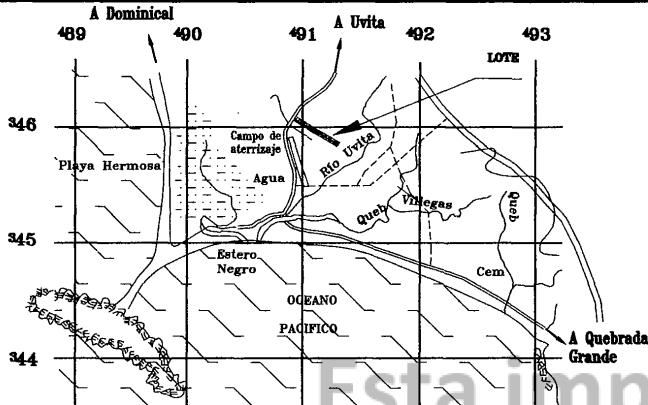 A Dominical
A Uvita
489
490
491
492
493
LOTE
346
Campo de
aterrizaje
Playa Hermosa
Agua
Río Uvita
Queb Villegas
Queb
345
Estero
Negro
Cem
OCEANO
PACIFICO
344
A Quebrada
Grande
Esta imp